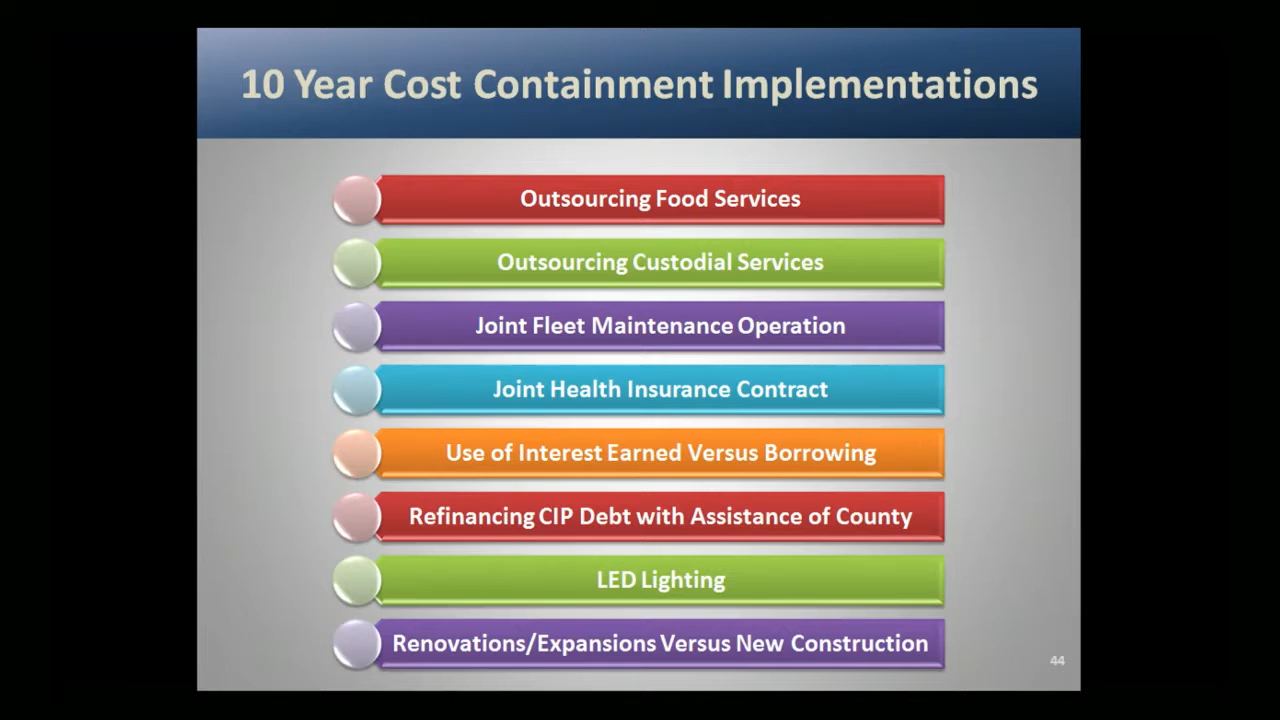 10 Year Cost Containment Implementations
Outsourcing Food Services
Outsourcing Custodial Services
Joint Fleet Maintenance Operation
Joint Health Insurance Contract
Use of Interest Earned Versus Borrowing
Refinancing CIP Debt with Assistance of County
LED Lighting
Renovations/Expansions Versus New Construction
44